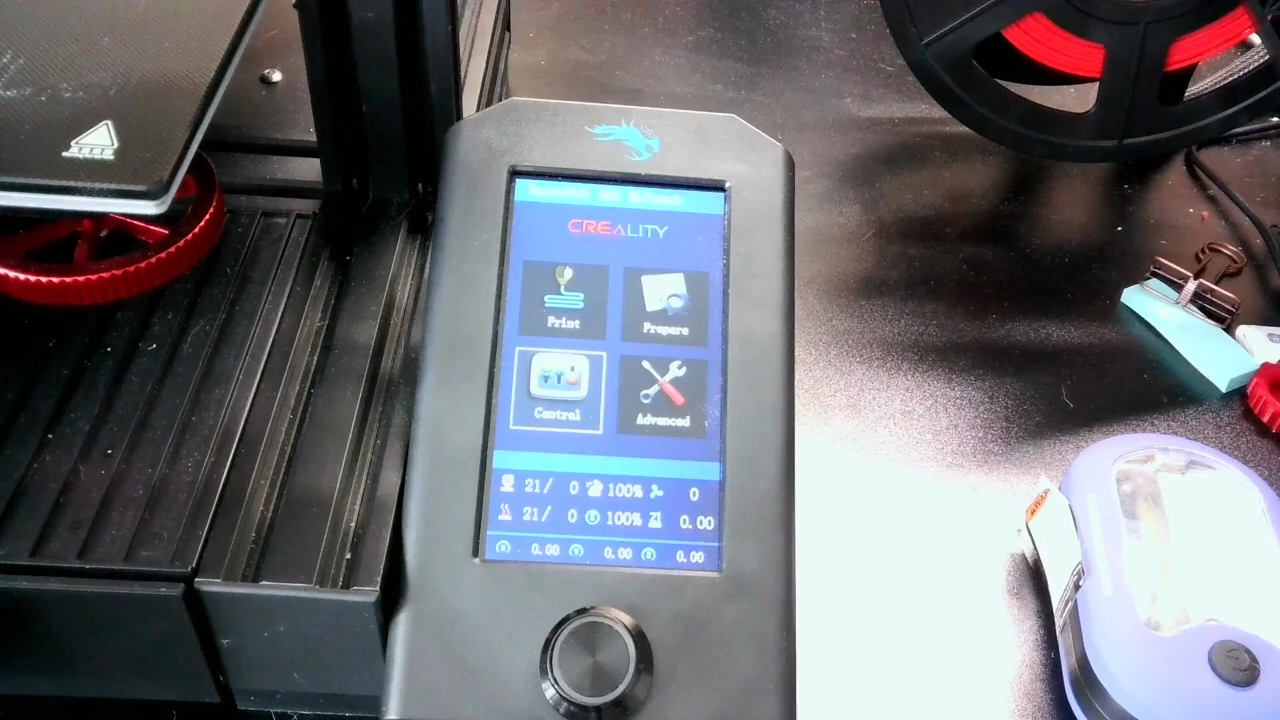 CREALITY
Print
Prepare
Control
Advanced
21/ 0 100% 0
21/ 0 100% 0.00
0.00 0.00 0.00